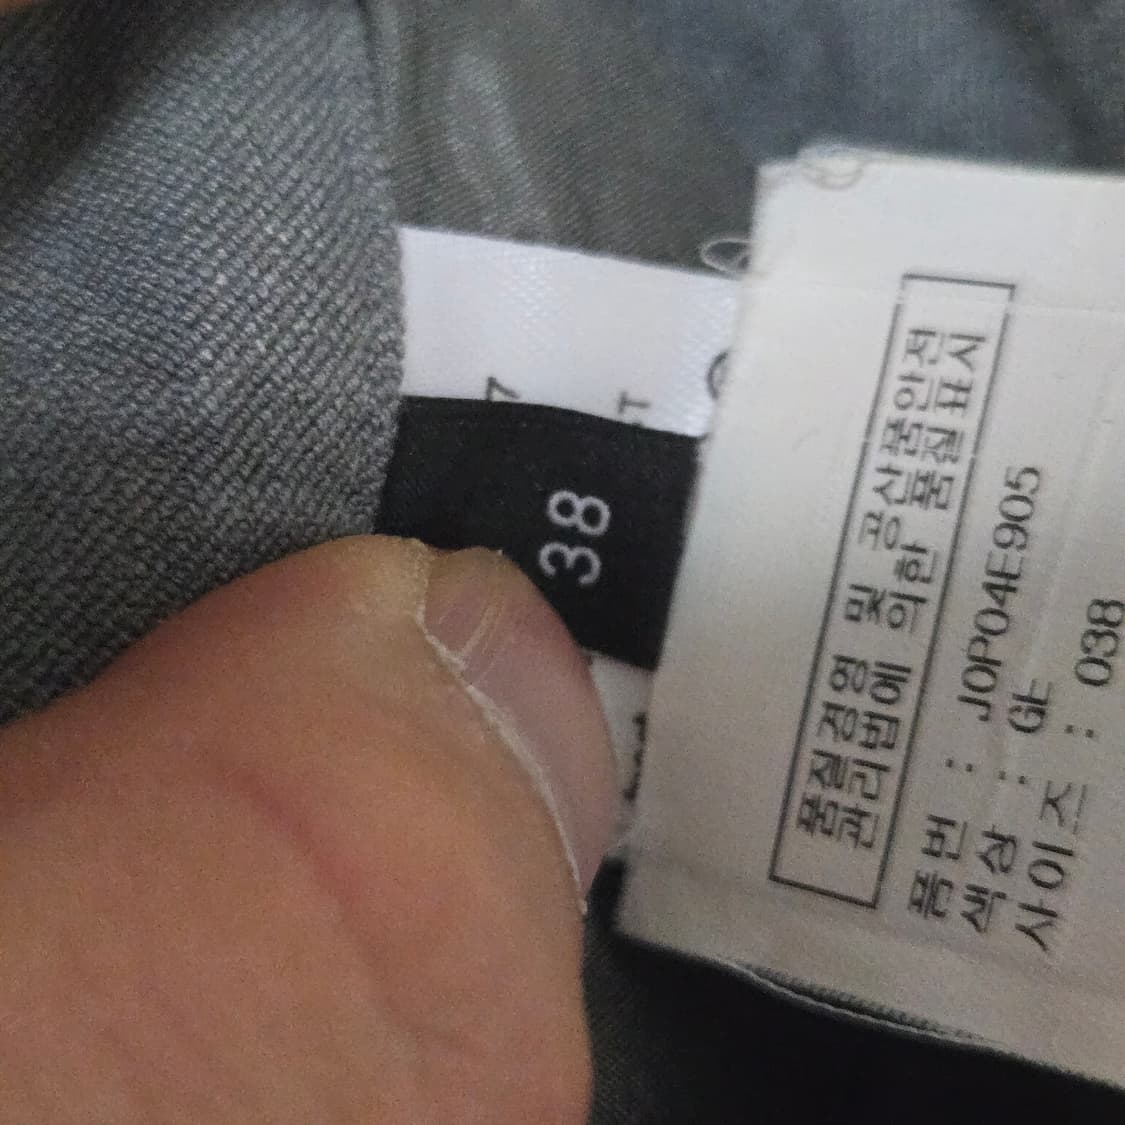 38
품질경영 및 공산품안전
관리법에 의한 품질표시
품번 : J0P04E905
색상 : GE
사이즈 : 038